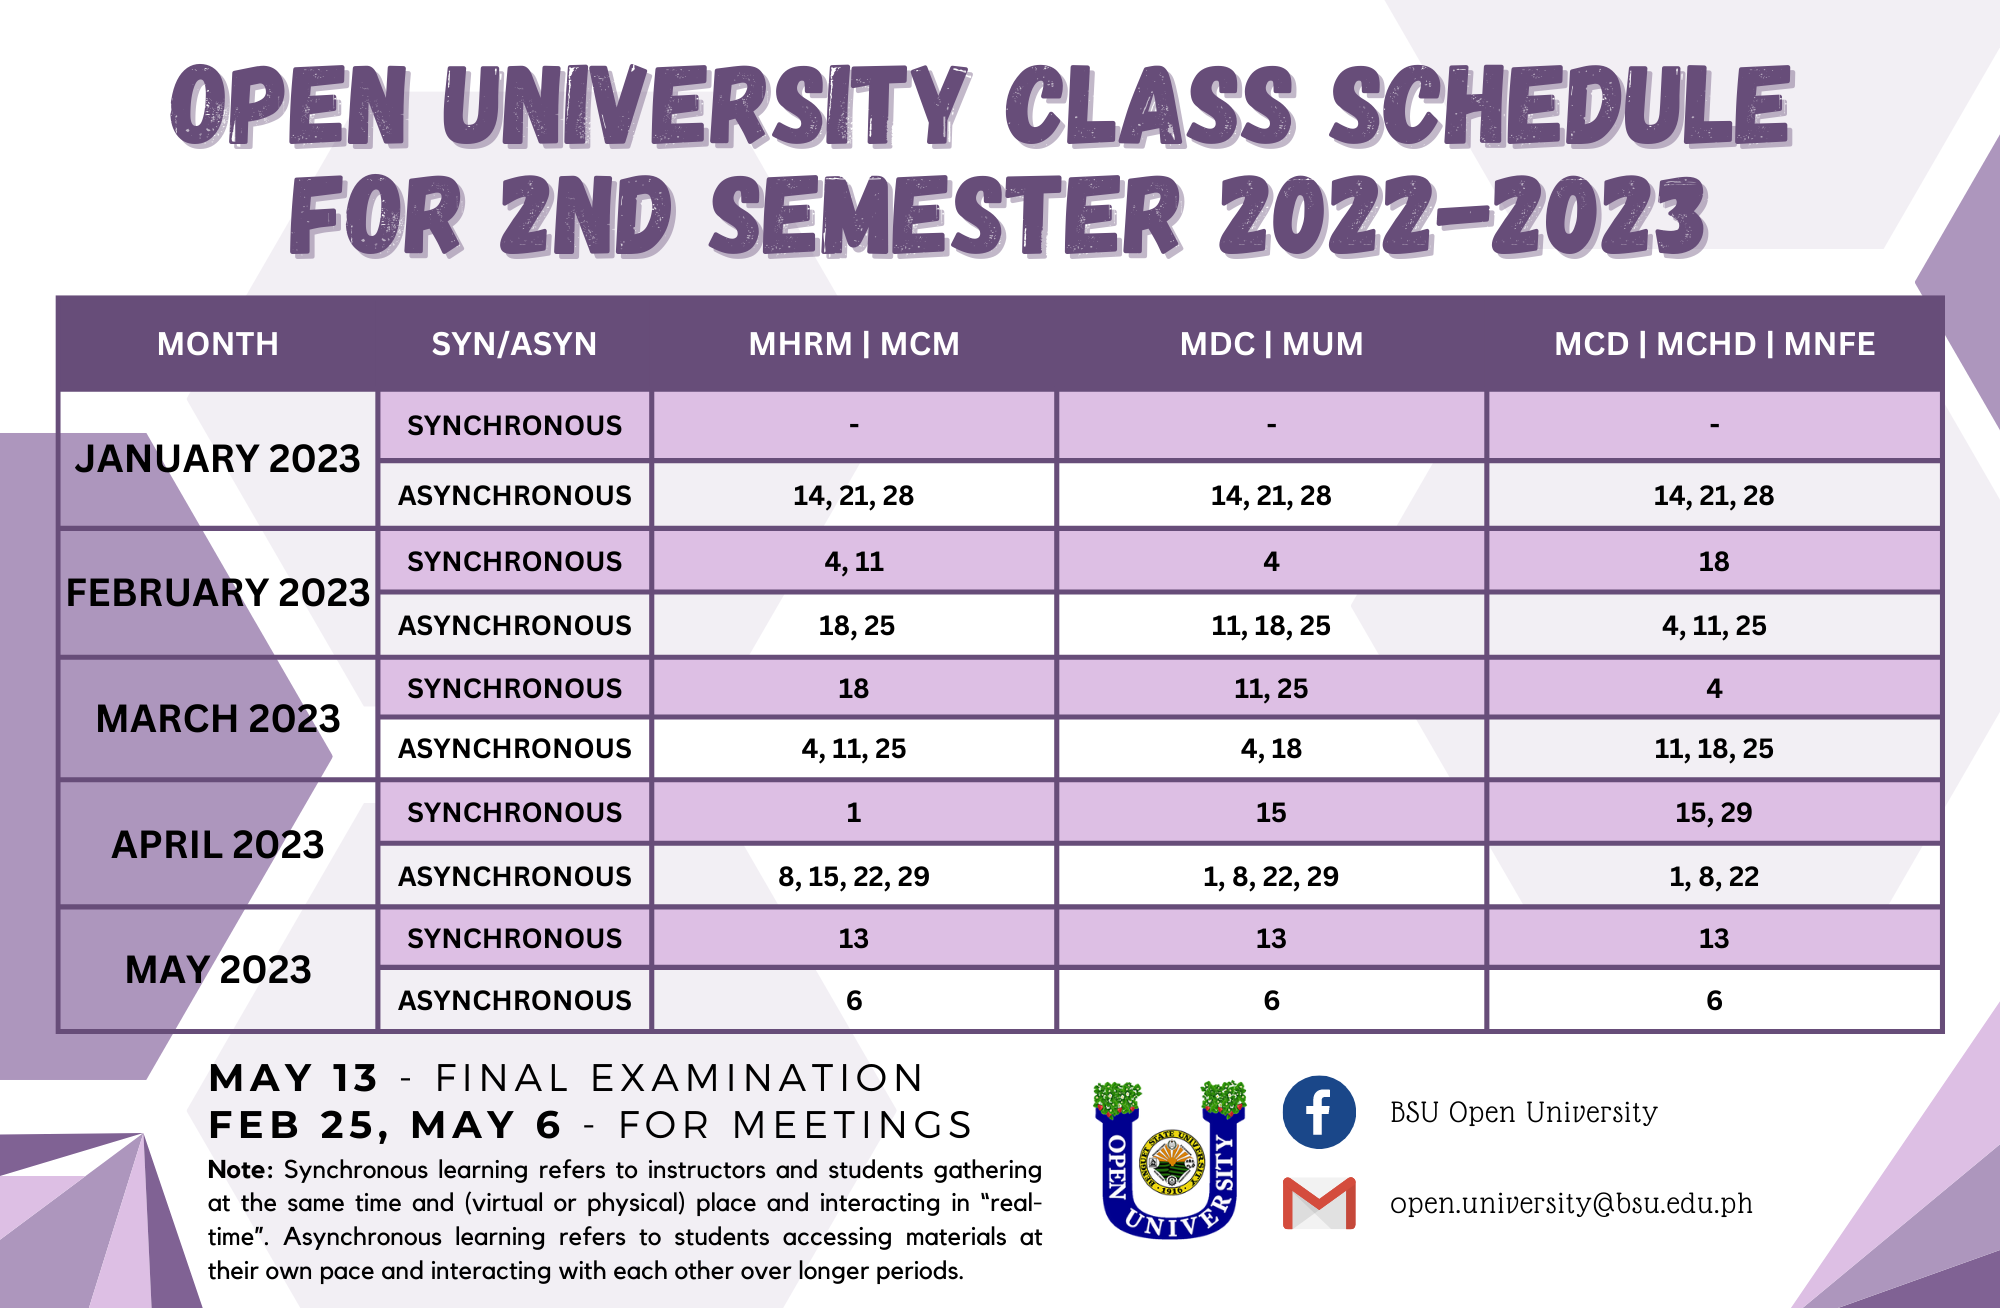 OPEN UNIVERSITY CLASS SCHEDULE
FOR 2ND SEMESTER 2022-2023
MONTH SYN/ASYN MHRM | MCM MDC | MUM MCD | MCHD | MNFE
JANUARY 2023
SYNCHRONOUS - - -
ASYNCHRONOUS 14, 21, 28 14, 21, 28 14, 21, 28
FEBRUARY 2023
SYNCHRONOUS 4, 11 4 18
ASYNCHRONOUS 18, 25 11, 18, 25 4, 11, 25
MARCH 2023
SYNCHRONOUS 18 11, 25 4
ASYNCHRONOUS 4, 11, 25 4, 18 11, 18, 25
APRIL 2023
SYNCHRONOUS 1 15 15, 29
ASYNCHRONOUS 8, 15, 22, 29 1, 8, 22, 29 1, 8, 22
MAY 2023
SYNCHRONOUS 13 13 13
ASYNCHRONOUS 6 6 6
MAY 13 - FINAL EXAMINATION
FEB 25, MAY 6 - FOR MEETINGS
Note: Synchronous learning refers to instructors and students gathering
at the same time and (virtual or physical) place and interacting in “real-
time”. Asynchronous learning refers to students accessing materials at
their own pace and interacting with each other over longer periods.
OPEN UNIVERSITY
UNIVERSITY
BENGUET STATE UNIVERSITY
1916
BSU Open University
open.university@bsu.edu.ph